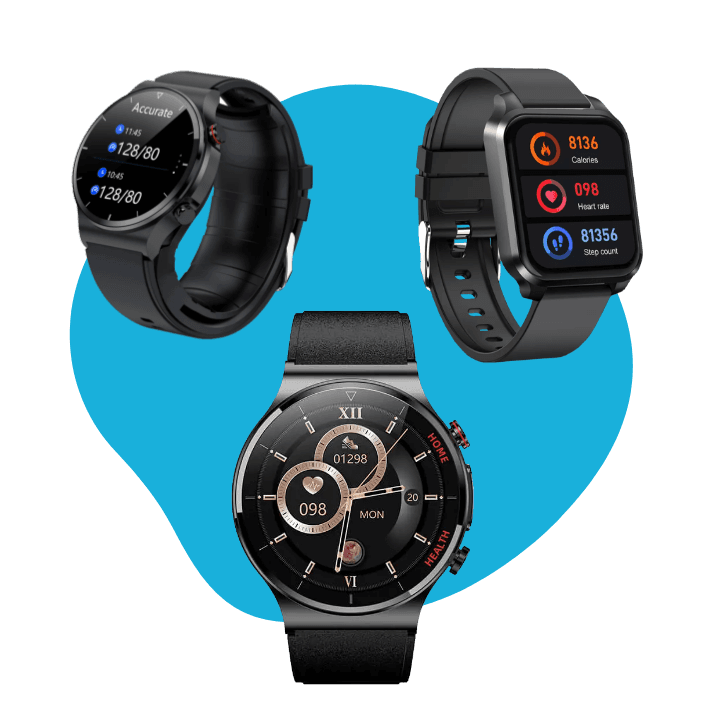 Accurate
11:45
128/80
10:45
128/80
8136
Calories
098
Heart rate
81356
Step count
XII
HOME
01298
098
20
MON
HEALTH
VI